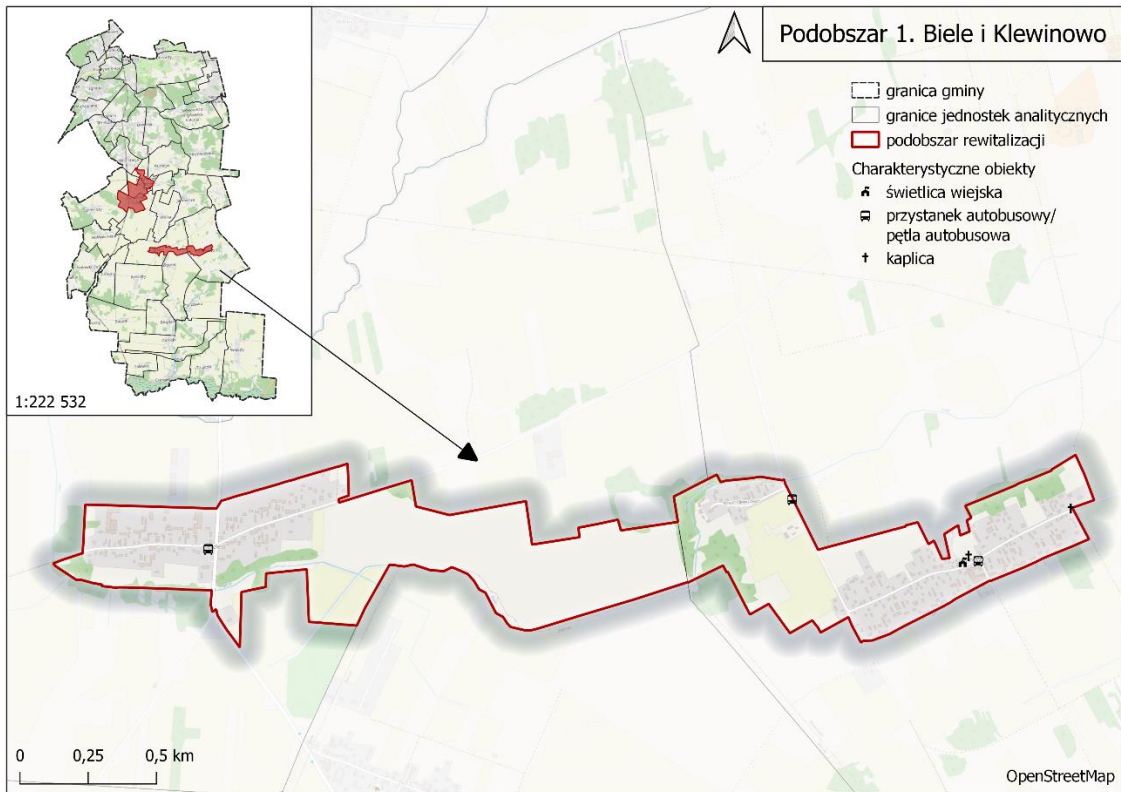 Podobszar 1. Biele i Klewinowo
granica gminy
granice jednostek analitycznych
podobszar rewitalizacji
Charakterystyczne obiekty
świetlica wiejska
przystanek autobusowy/
pętla autobusowa
kaplica
1:222 532
0 0,25 0,5 km
OpenStreetMap